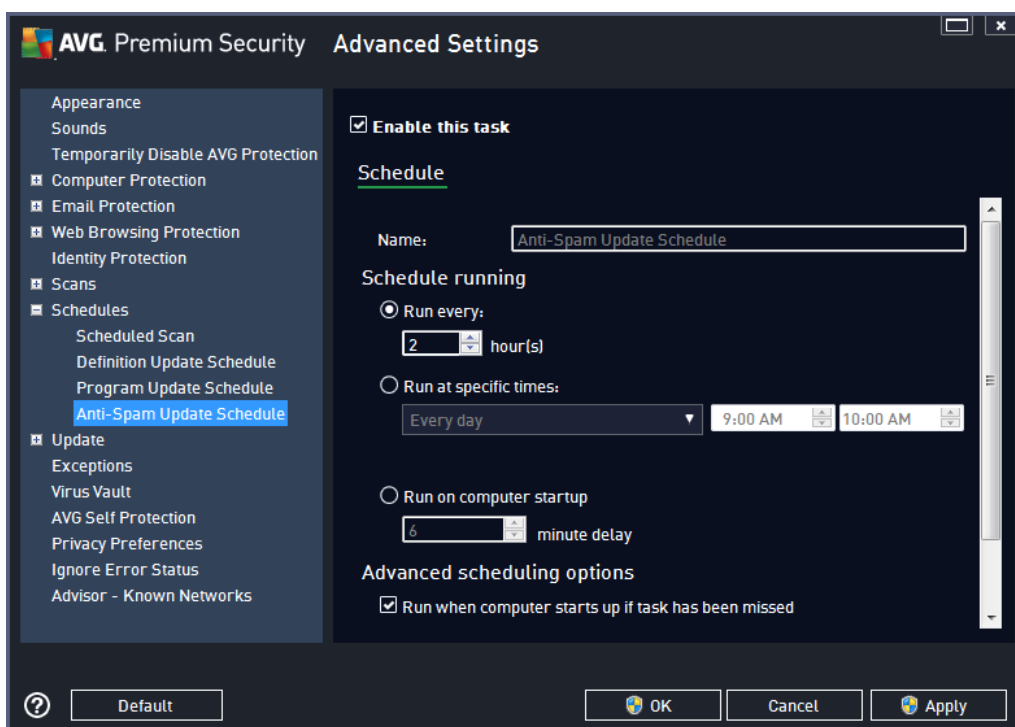 AVG. Premium Security
Advanced Settings
Appearance
Sounds
Temporarily Disable AVG Protection
Computer Protection
Email Protection
Web Browsing Protection
Identity Protection
Scans
Schedules
Scheduled Scan
Definition Update Schedule
Program Update Schedule
Anti-Spam Update Schedule
Update
Exceptions
Virus Vault
AVG Self Protection
Privacy Preferences
Ignore Error Status
Advisor - Known Networks
Enable this task
Schedule
Name: Anti-Spam Update Schedule
Schedule running
Run every:
2 hour(s)
Run at specific times:
Every day 9:00 AM 10:00 AM
Run on computer startup
6 minute delay
Advanced scheduling options
Run when computer starts up if task has been missed
? Default OK Cancel Apply